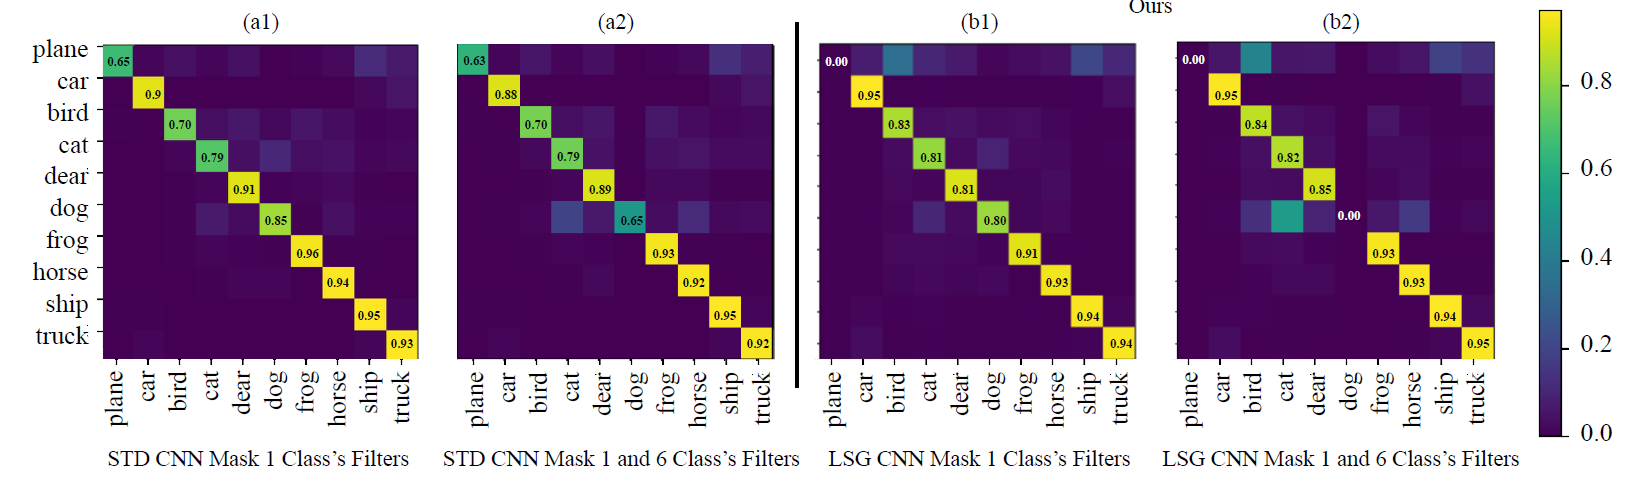 Ours
(a1) (a2) (b1) (b2)
plane
car
bird
cat
dear
dog
frog
horse
ship
truck
0.65
0.9
0.70
0.79
0.91
0.85
0.96
0.94
0.95
0.93
plane car bird cat dear dog frog horse ship truck
STD CNN Mask 1 Class's Filters
0.63
0.88
0.70
0.79
0.89
0.65
0.93
0.92
0.95
0.92
plane car bird cat dear dog frog horse ship truck
STD CNN Mask 1 and 6 Class's Filters
0.00
0.95
0.83
0.81
0.81
0.80
0.91
0.93
0.94
0.94
plane car bird cat dear dog frog horse ship truck
LSG CNN Mask 1 Class's Filters
0.00
0.95
0.84
0.82
0.85
0.00
0.93
0.93
0.94
0.95
plane car bird cat dear dog frog horse ship truck
LSG CNN Mask 1 and 6 Class's Filters
0.8
0.6
0.4
0.2
0.0